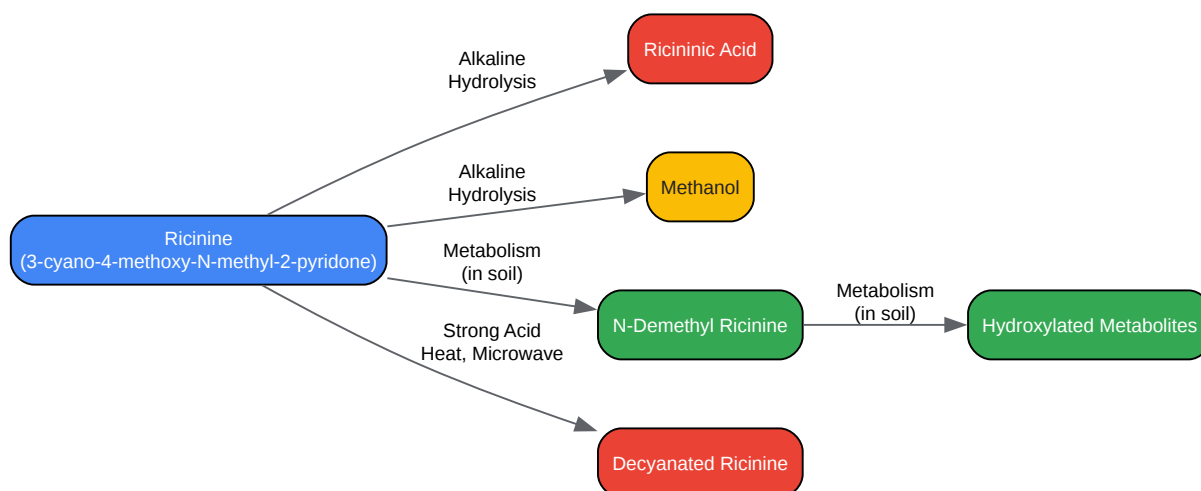 Ricininic Acid
Alkaline
Hydrolysis
Methanol
Alkaline
Hydrolysis
Ricinine
(3-cyano-4-methoxy-N-methyl-2-pyridone)
Metabolism
(in soil)
N-Demethyl Ricinine
Metabolism
(in soil)
Hydroxylated Metabolites
Strong Acid
Heat, Microwave
Decyanated Ricinine